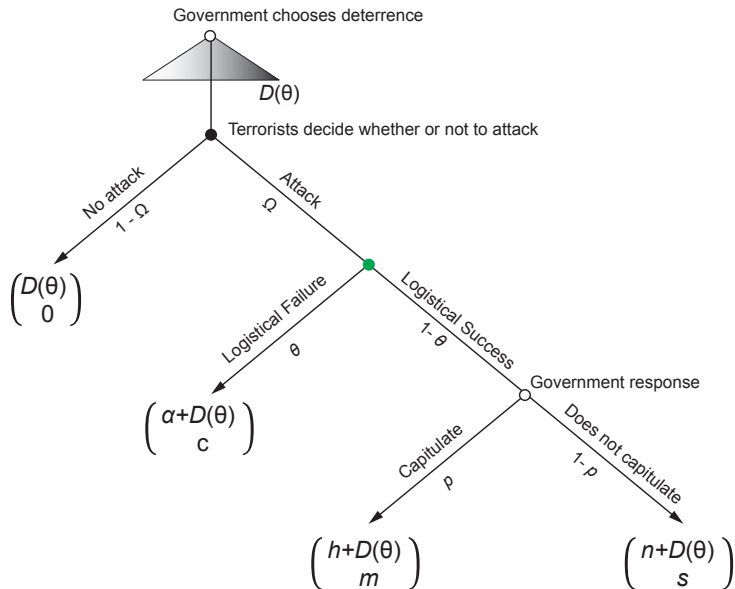 Government chooses deterrence
D(θ)
Terrorists decide whether or not to attack
No attack
1 - Ω
Attack
Ω
D(θ)
0
Logistical Failure
θ
Logistical Success
1- θ
Government response
α+D(θ)
c
Capitulate
p
Does not capitulate
1- p
h+D(θ)
m
n+D(θ)
s